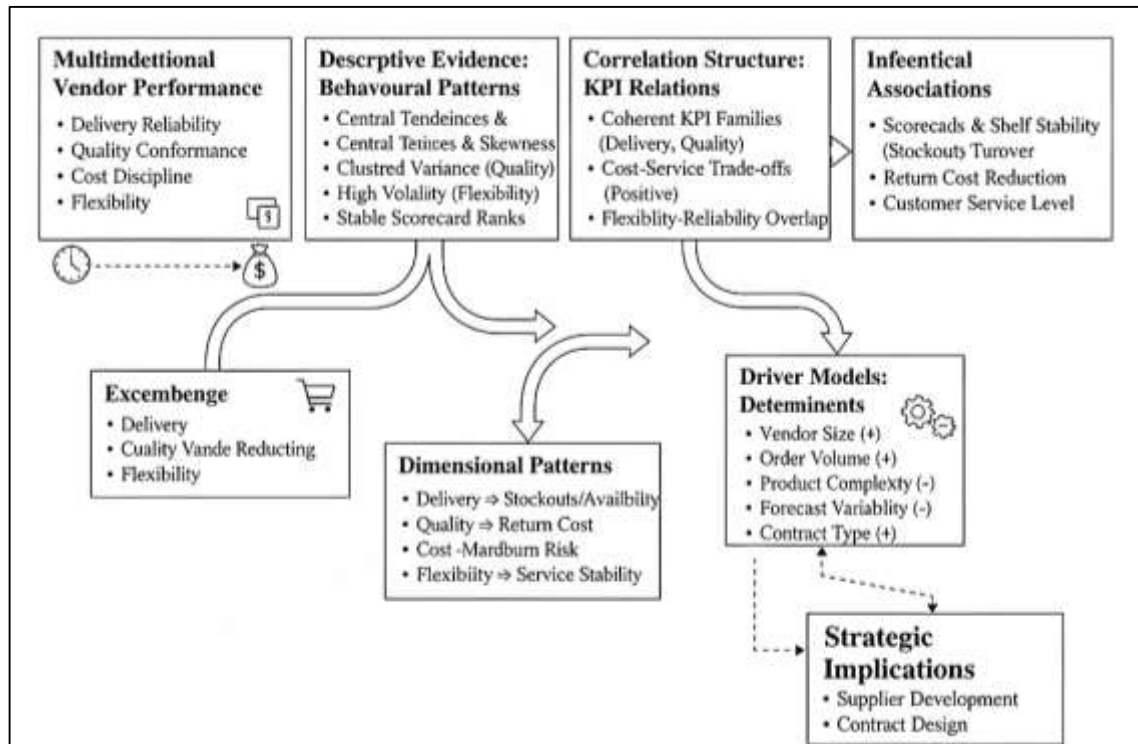 Multimdettional
Vendor Performance
• Delivery Reliability
• Quality Conformance
• Cost Discipline
• Flexibility
$
$
Descrptive Evidence:
Behavoural Patterns
• Central Tendeinces &
• Central Teitices & Skewness
• Clustred Variance (Quality)
• High Volality (Flexibility)
• Stable Scorecard Ranks
Correlation Structure:
KPI Relations
• Coherent KPI Families
(Delivery, Quality)
• Cost-Service Trade-offs
(Positive)
• Flexiblity-Reliability Overlap
Infeentical
Associations
• Scorecads & Shelf Stability
(Stockouts Turover
• Return Cost Reduction
• Customer Service Level
Excembenge
• Delivery
• Cuality Vande Reducting
• Flexibility
Dimensional Patterns
• Delivery ⇒ Stockouts/Availbiity
• Quality ⇒ Return Cost
• Cost -Mardburn Risk
• Flexibiity ⇒ Service Stability
Driver Models:
Deteminents
• Vendor Size (+)
• Order Volume (+)
• Product Complexty (-)
• Forecast Variablity (-)
• Contract Type (+)
Strategic
Implications
• Supplier Development
• Contract Design